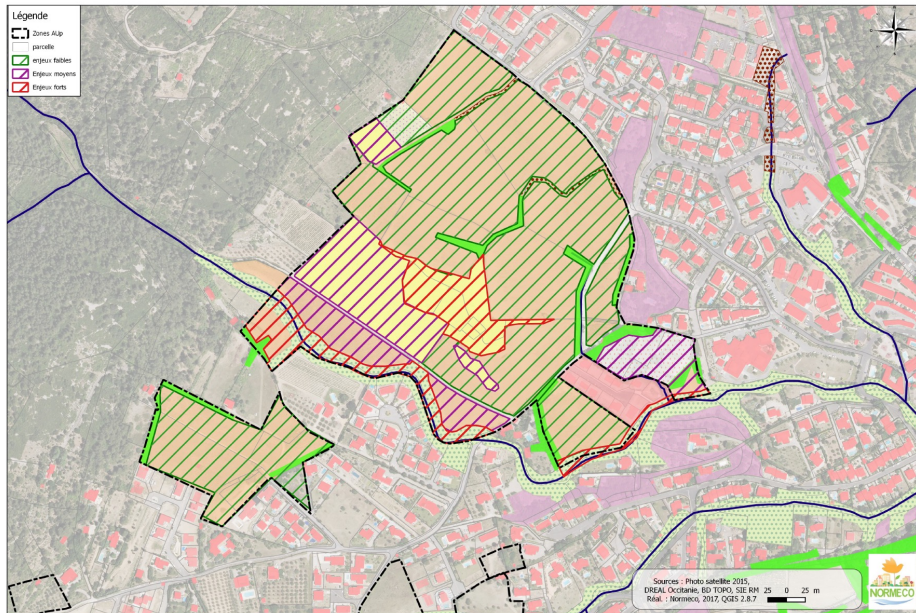 Légende
Zones AUp
parcelle
enjeux faibles
Enjeux moyens
Enjeux forts
Sources : Photo satellite 2015,
DREAL Occitanie, BD TOPO, SIE RM 25 0 25 m
Réal. : Normeco, 2017, QGIS 2.8.7
NORMECO